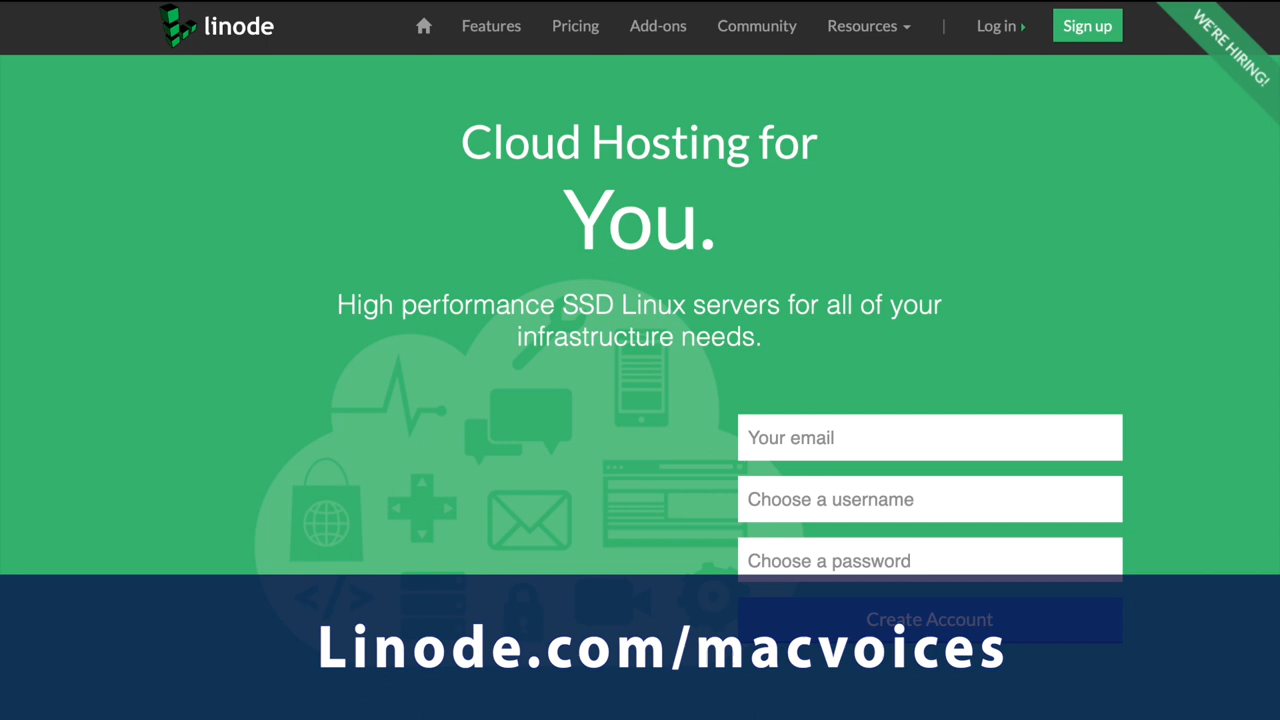 linode
Features
Pricing
Add-ons
Community
Resources
|
Log in
Sign up
WE'RE HIRING!
Cloud Hosting for
You.
High performance SSD Linux servers for all of your
infrastructure needs.
Your email
Choose a username
Choose a password
Create Account
Linode.com/macvoices